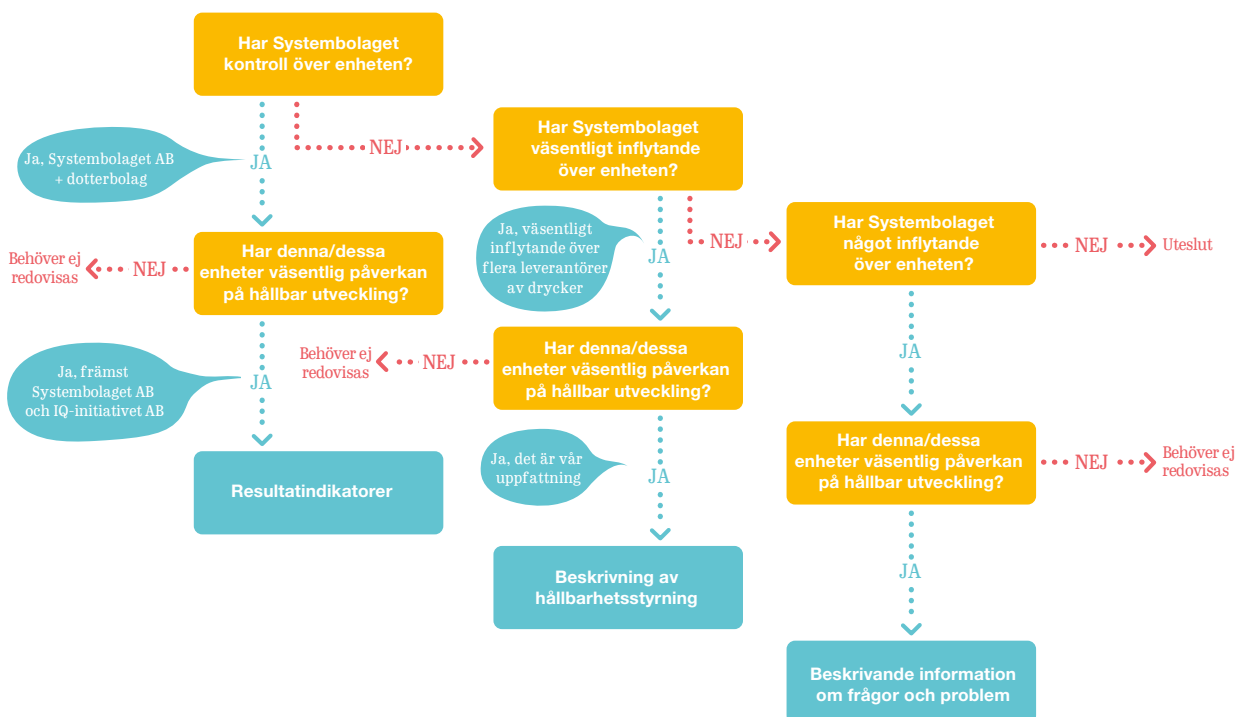 Har Systembolaget
kontroll över enheten?
Ja, Systembolaget AB
+ dotterbolag
JA
NEJ
Har Systembolaget
väsentligt inflytande
över enheten?
Har denna/dessa
enheter väsentlig påverkan
på hållbar utveckling?
NEJ
Behöver ej
redovisas
Ja, väsentligt
inflytande över
flera leverantörer
av drycker
JA
NEJ
Har Systembolaget
något inflytande
över enheten?
NEJ
Uteslut
Ja, främst
Systembolaget AB
och IQ-initiativet AB
JA
Behöver ej
redovisas
NEJ
Har denna/dessa
enheter väsentlig påverkan
på hållbar utveckling?
JA
Resultatindikatorer
Ja, det är vår
uppfattning
JA
Har denna/dessa
enheter väsentlig påverkan
på hållbar utveckling?
NEJ
Behöver ej
redovisas
Beskrivning av
hållbarhetsstyrning
JA
Beskrivande information
om frågor och problem